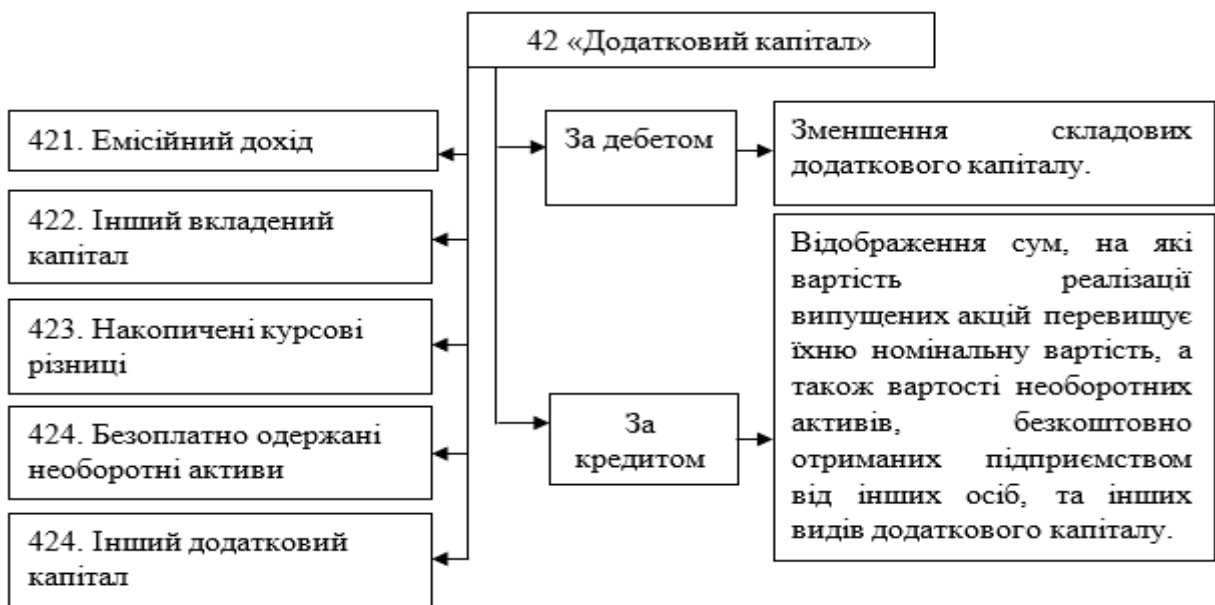 42 «Додатковий капітал»
421. Емісійний дохід
422. Інший вкладений
капітал
423. Накопичені курсові
різниці
424. Безоплатно одержані
необоротні активи
424. Інший додатковий
капітал
За дебетом
За
кредитом
Зменшення складових
додаткового капіталу.
Відображення сум, на які
вартість реалізації
випущених акцій перевищує
їхню номінальну вартість, а
також вартості необоротних
активів, безкоштовно
отриманих підприємством
від інших осіб, та інших
видів додаткового капіталу.